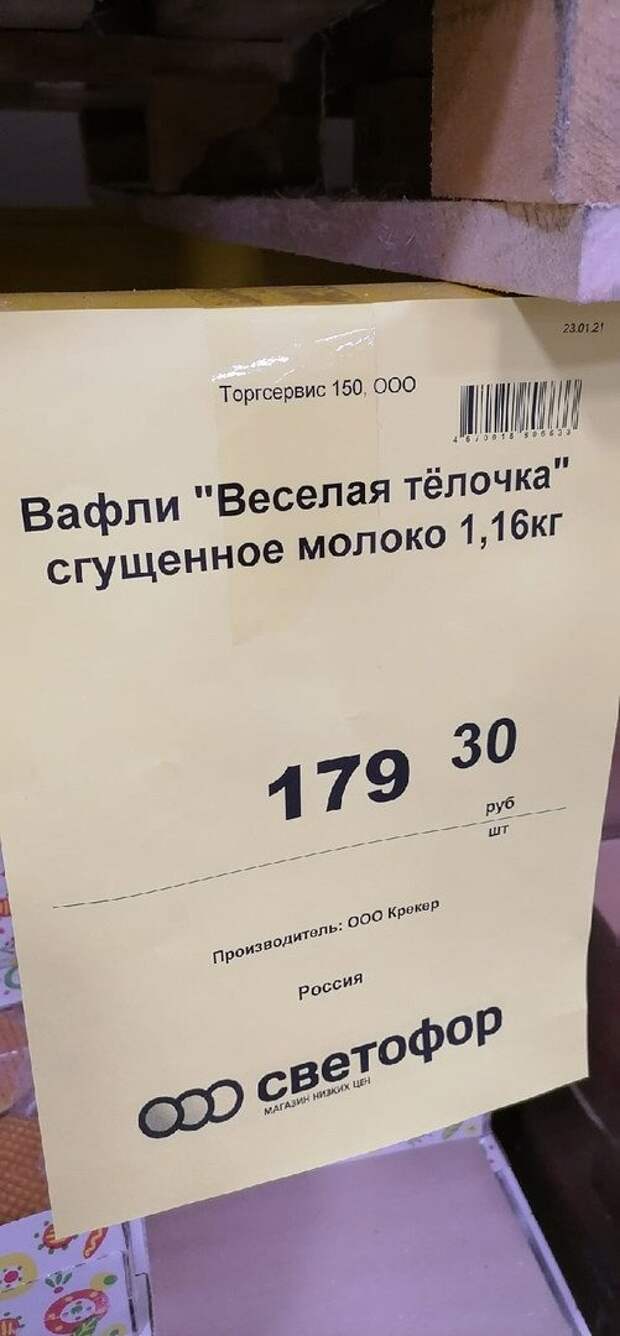 23.01.21
Торгсервис 150, ООО
Вафли "Веселая тёлочка"
сгущенное молоко 1,16кг
179 30
руб
шт
Производитель: ООО Крекер
Россия
светофор
МАГАЗИН НИЗКИХ ЦЕН